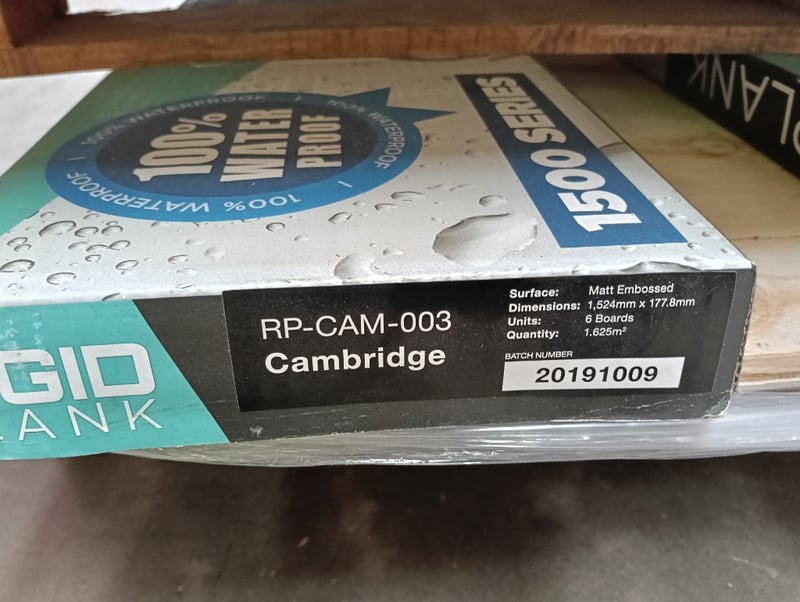 100% WATERPROOF | 100% WATERPROOF | 100% WATERPROOF |
100%
WATER
PROOF
1500 SERIES
PLANK
GID
LANK
RP-CAM-003
Cambridge
Surface: Matt Embossed
Dimensions: 1,524mm x 177.8mm
Units: 6 Boards
Quantity: 1.625m²
BATCH NUMBER
20191009